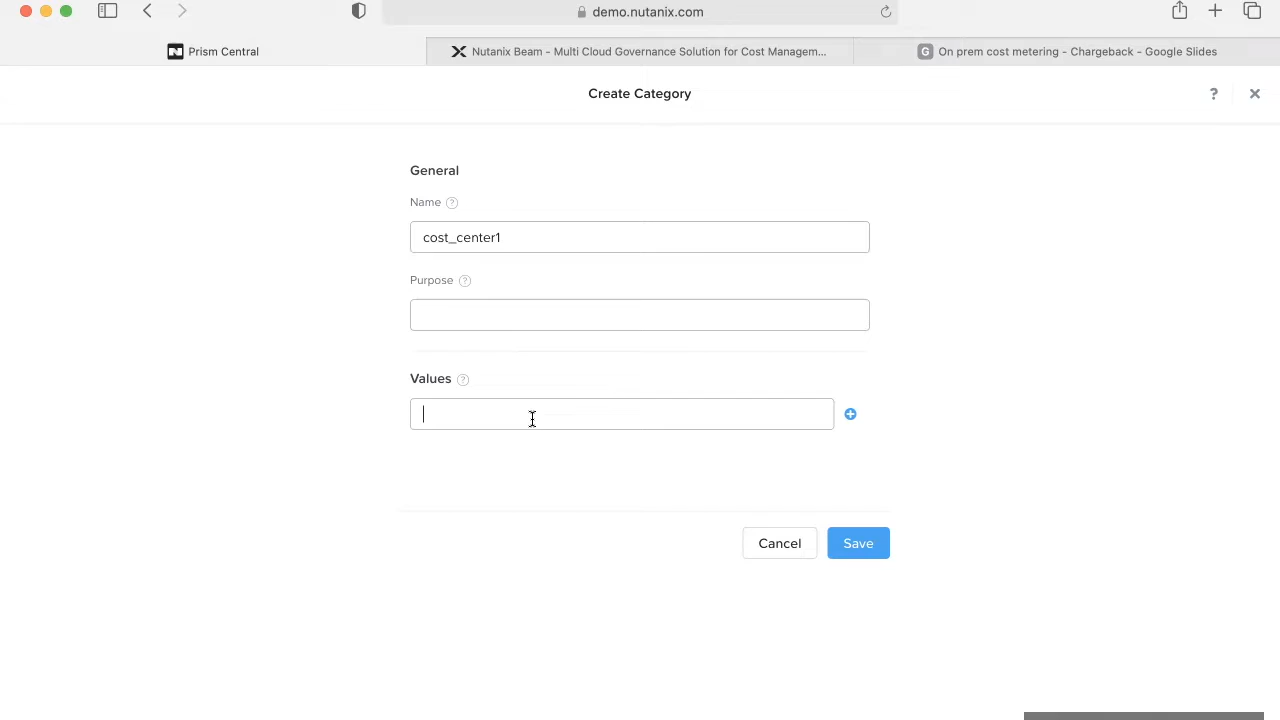 demo.nutanix.com
Prism Central
Nutanix Beam - Multi Cloud Governance Solution for Cost Managem...
G On prem cost metering - Chargeback - Google Slides
Create Category
?
General
Name ?
cost_center1
Purpose ?
Values ?
Cancel
Save